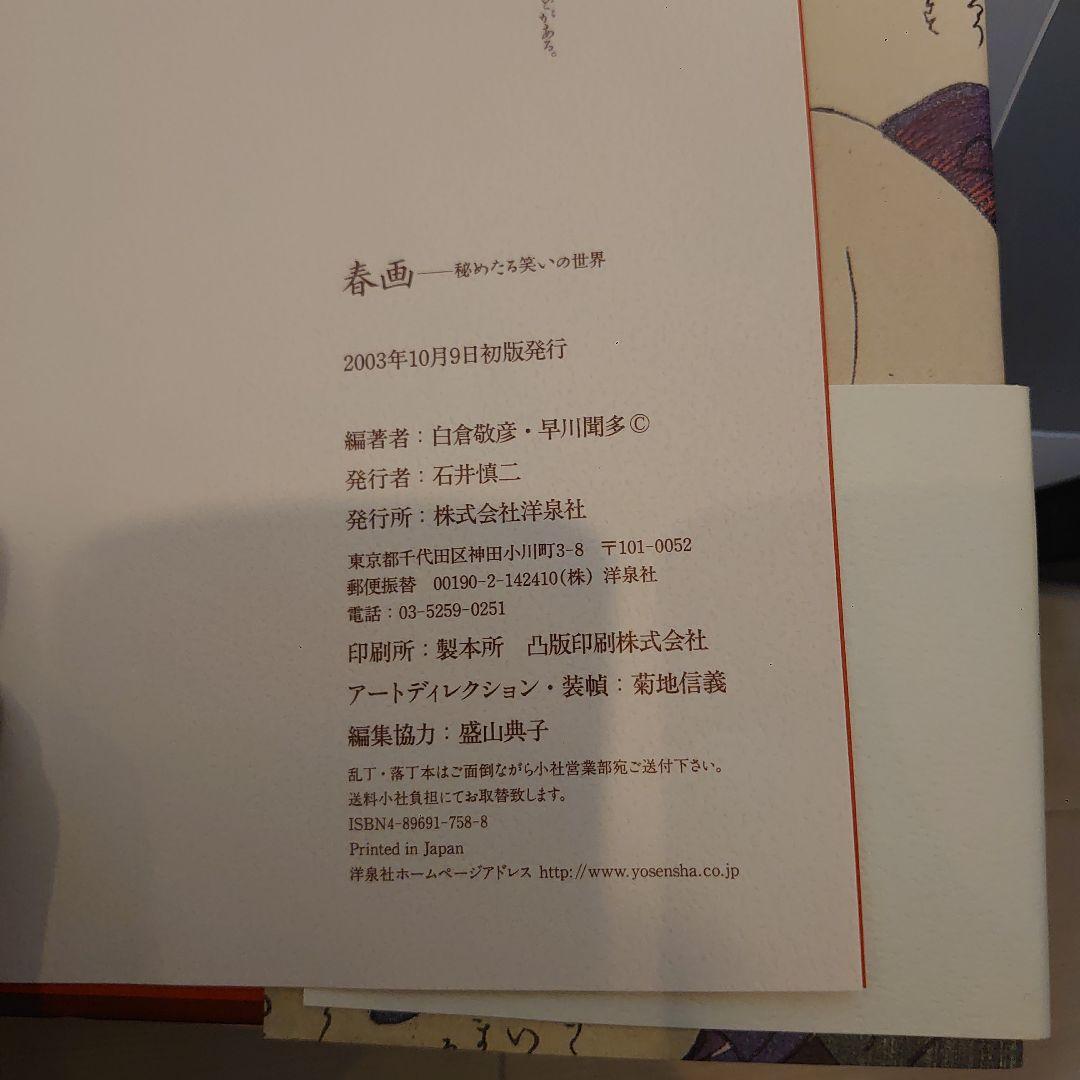 どがある。
春画――秘めたる笑いの世界
2003年10月9日初版発行
編著者：白倉敬彦・早川聞多©
発行者：石井慎二
発行所：株式会社洋泉社
東京都千代田区神田小川町3-8　〒101-0052
郵便振替　00190-2-142410(株) 洋泉社
電話：03-5259-0251
印刷所：製本所　凸版印刷株式会社
アートディレクション・装幀：菊地信義
編集協力：盛山典子
乱丁・落丁本はご面倒ながら小社営業部宛ご送付下さい。
送料小社負担にてお取替致します。
ISBN4-89691-758-8
Printed in Japan
洋泉社ホームページアドレス http://www.yosensha.co.jp